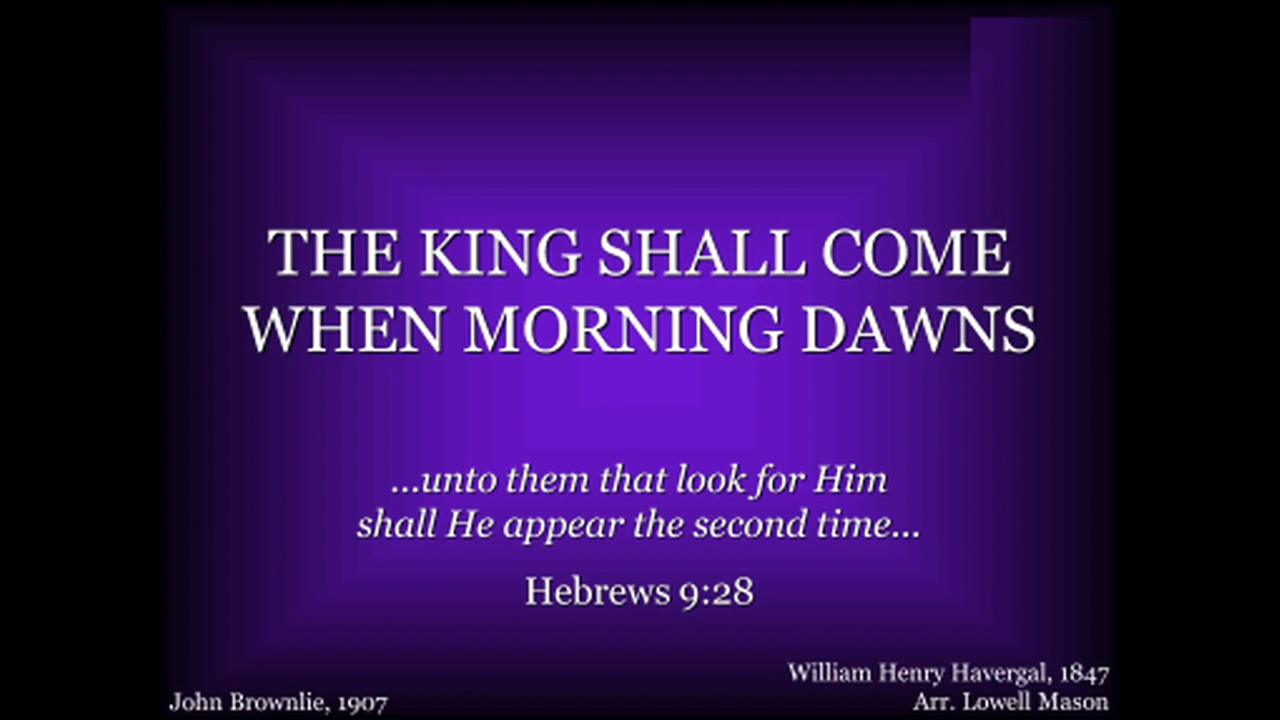 THE KING SHALL COME
WHEN MORNING DAWNS
...unto them that look for Him
shall He appear the second time...
Hebrews 9:28
William Henry Havergal, 1847
John Brownlie, 1907
Arr. Lowell Mason